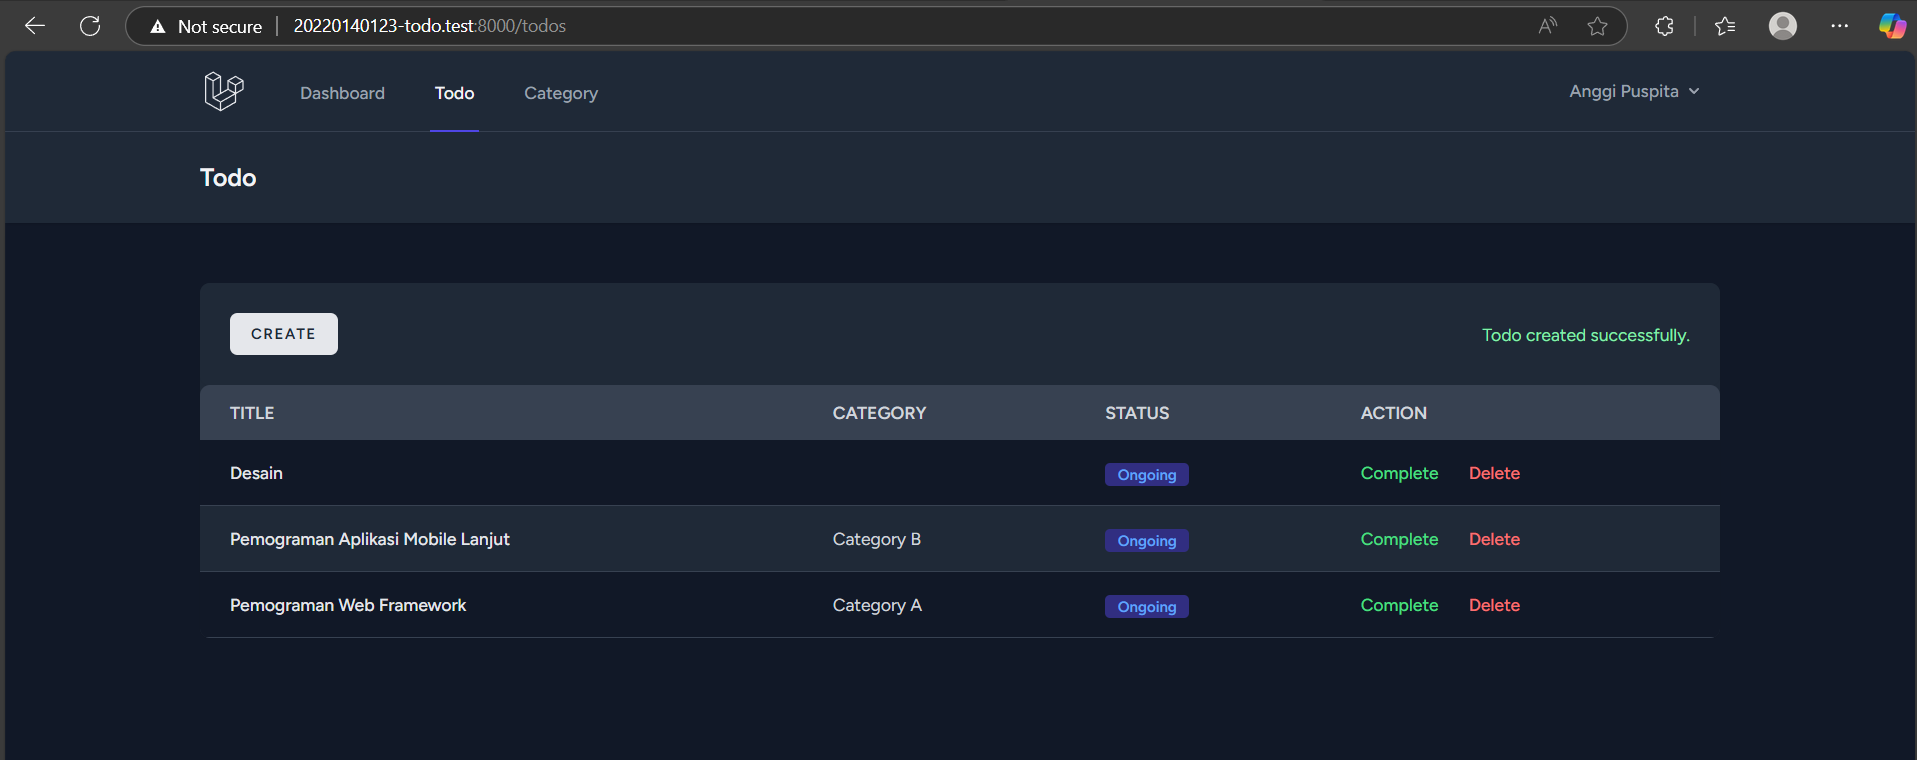 Not secure 20220140123-todo.test:8000/todos
Dashboard Todo Category Anggi Puspita
Todo
CREATE Todo created successfully.
TITLE CATEGORY STATUS ACTION
Desain Ongoing Complete Delete
Pemograman Aplikasi Mobile Lanjut Category B Ongoing Complete Delete
Pemograman Web Framework Category A Ongoing Complete Delete